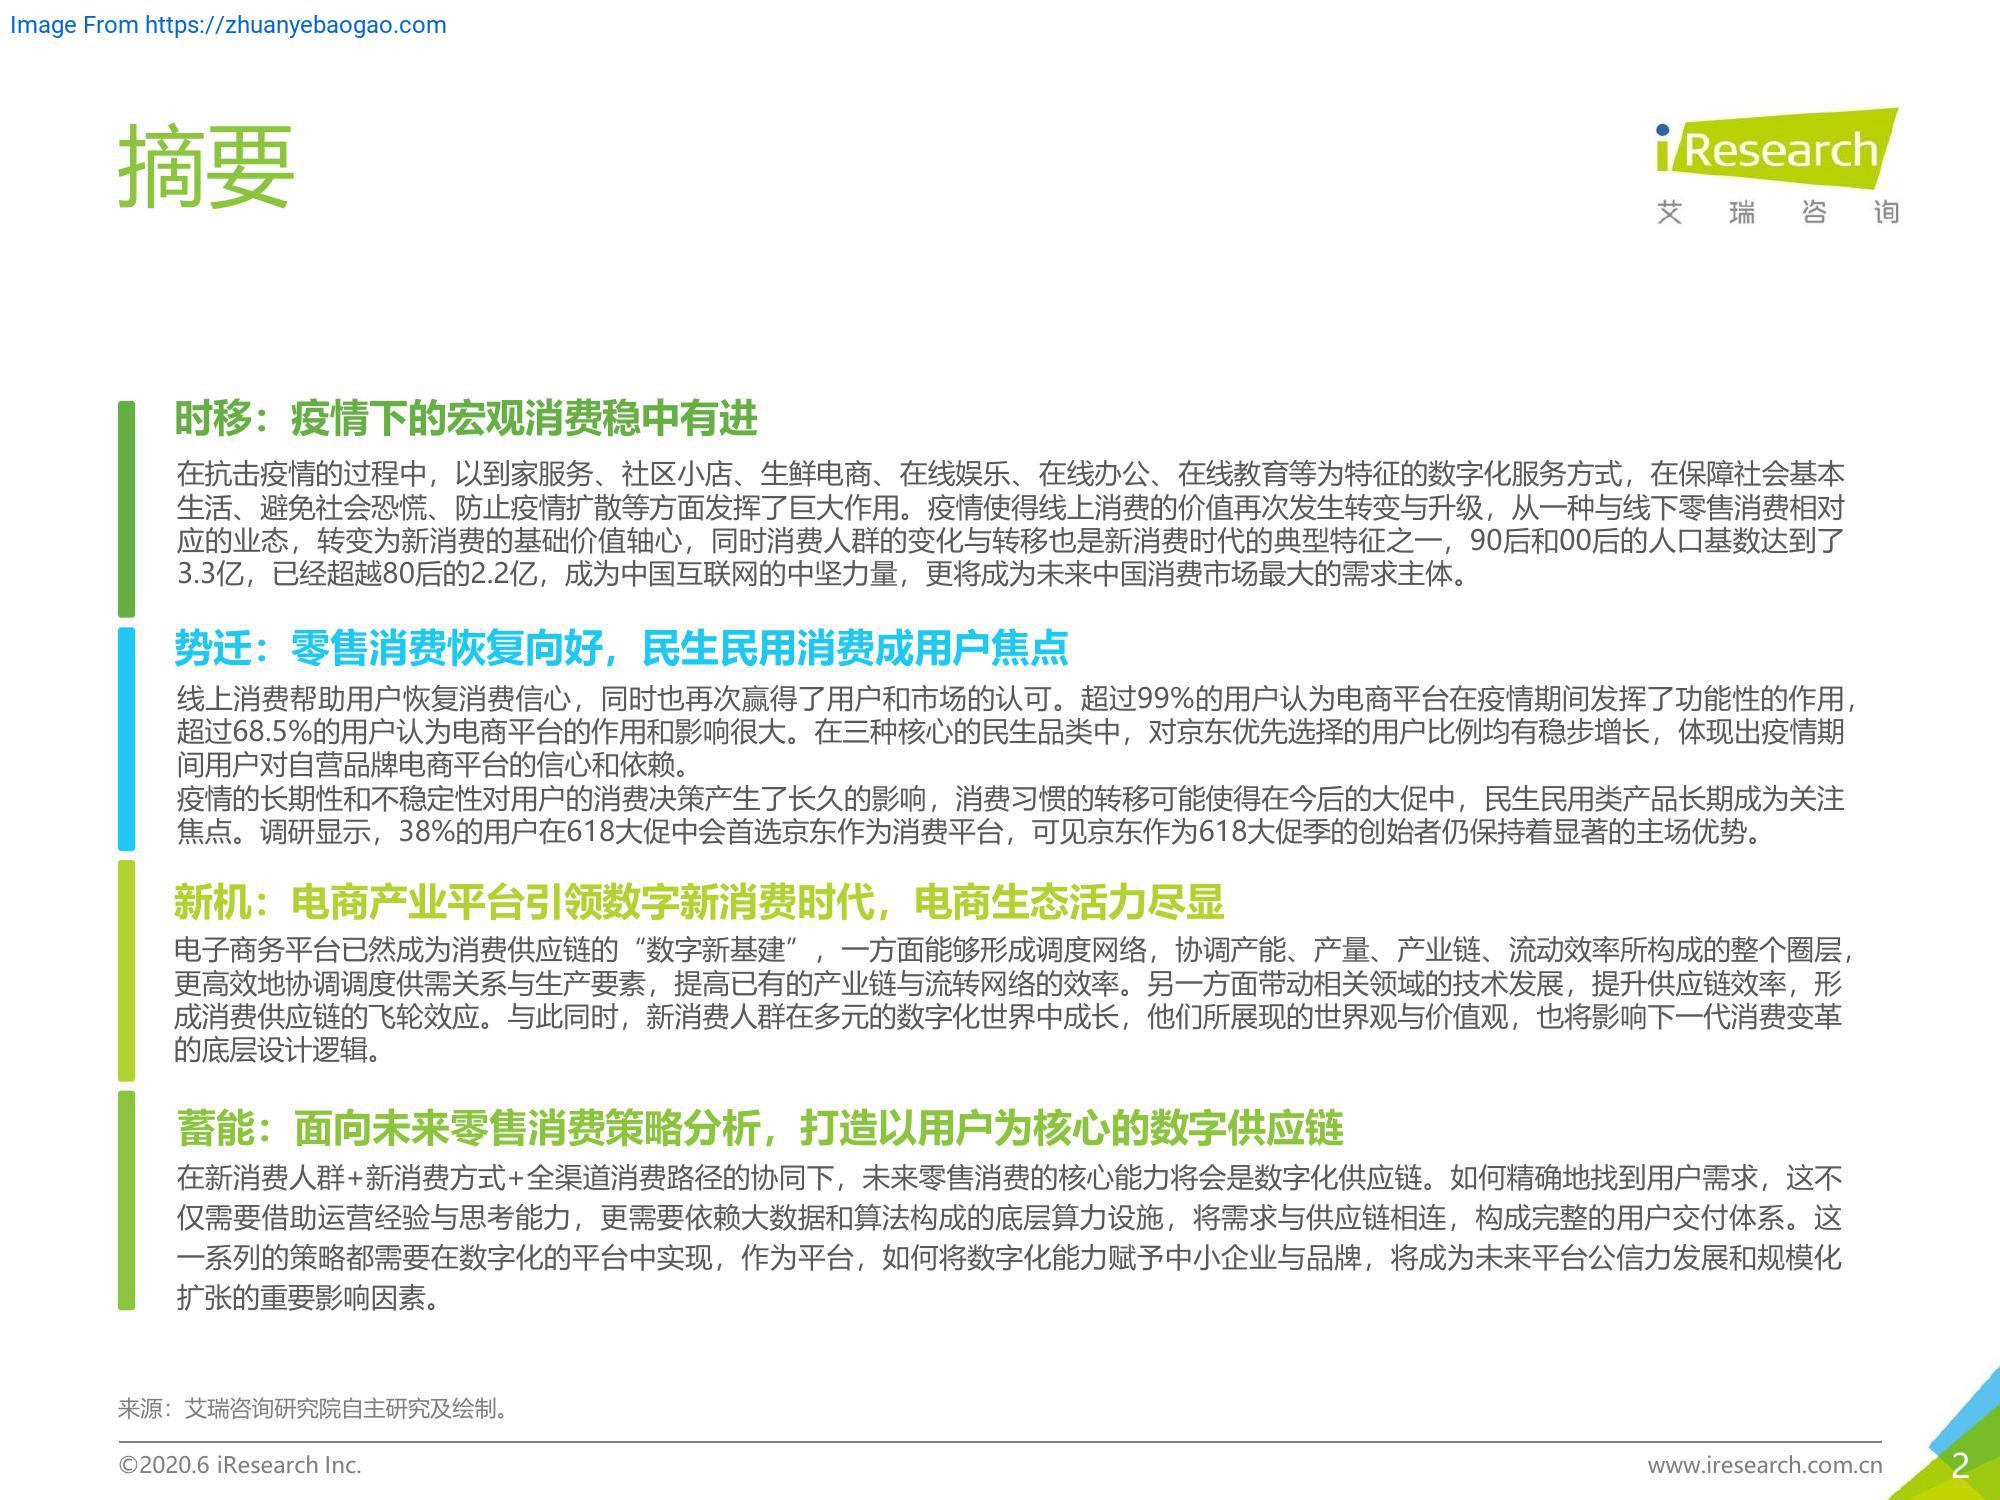 Image From https://zhuanyebaogao.com
摘要
iResearch
艾瑞咨询
时移：疫情下的宏观消费稳中有进
在抗击疫情的过程中，以到家服务、社区小店、生鲜电商、在线娱乐、在线办公、在线教育等为特征的数字化服务方式，在保障社会基本
生活、避免社会恐慌、防止疫情扩散等方面发挥了巨大作用。疫情使得线上消费的价值再次发生转变与升级，从一种与线下零售消费相对
应的业态，转变为新消费的基础价值轴心，同时消费人群的变化与转移也是新消费时代的典型特征之一，90后和00后的人口基数达到了
3.3亿，已经超越80后的2.2亿，成为中国互联网的中坚力量，更将成为未来中国消费市场最大的需求主体。
势迁：零售消费恢复向好，民生民用消费成用户焦点
线上消费帮助用户恢复消费信心，同时也再次赢得了用户和市场的认可。超过99%的用户认为电商平台在疫情期间发挥了功能性的作用，
超过68.5%的用户认为电商平台的作用和影响很大。在三种核心的民生品类中，对京东优先选择的用户比例均有稳步增长，体现出疫情期
间用户对自营品牌电商平台的信心和依赖。
疫情的长期性和不稳定性对用户的消费决策产生了长久的影响，消费习惯的转移可能使得在今后的大促中，民生民用类产品长期成为关注
焦点。调研显示，38%的用户在618大促中会首选京东作为消费平台，可见京东作为618大促季的创始者仍保持着显著的主场优势。
新机：电商产业平台引领数字新消费时代，电商生态活力尽显
电子商务平台已然成为消费供应链的“数字新基建”，一方面能够形成调度网络，协调产能、产量、产业链、流动效率所构成的整个圈层，
更高效地协调调度供需关系与生产要素，提高已有的产业链与流转网络的效率。另一方面带动相关领域的技术发展，提升供应链效率，形
成消费供应链的飞轮效应。与此同时，新消费人群在多元的数字化世界中成长，他们所展现的世界观与价值观，也将影响下一代消费变革
的底层设计逻辑。
蓄能：面向未来零售消费策略分析，打造以用户为核心的数字供应链
在新消费人群+新消费方式+全渠道消费路径的协同下，未来零售消费的核心能力将会是数字化供应链。如何精确地找到用户需求，这不
仅需要借助运营经验与思考能力，更需要依赖大数据和算法构成的底层算力设施，将需求与供应链相连，构成完整的用户交付体系。这
一系列的策略都需要在数字化的平台中实现，作为平台，如何将数字化能力赋予中小企业与品牌，将成为未来平台公信力发展和规模化
扩张的重要影响因素。
来源：艾瑞咨询研究院自主研究及绘制。
©2020.6 iResearch Inc.
www.iresearch.com.cn
2